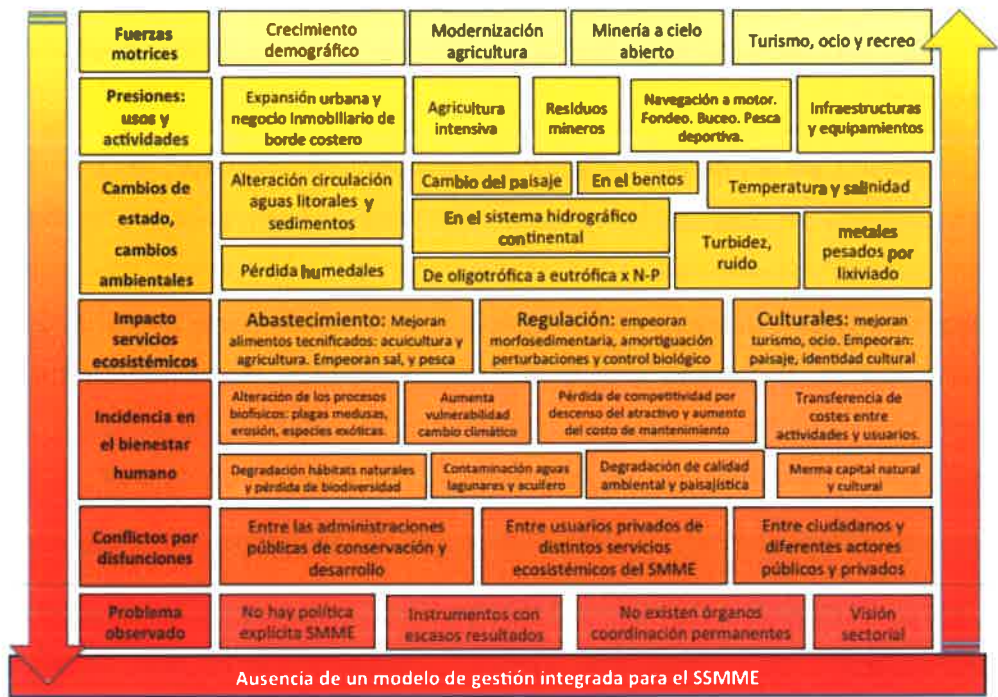 Fuerzas
motrices
Crecimiento
demográfico
Modernización
agricultura
Minería a cielo
abierto
Turismo, ocio y recreo
Presiones:
usos y
actividades
Expansión urbana y
negocio inmobiliario de
borde costero
Agricultura
intensiva
Residuos
mineros
Navegación a motor.
Fondeo. Buceo. Pesca
deportiva.
Infraestructuras
y equipamientos
Cambios de
estado,
cambios
ambientales
Alteración circulación
aguas litorales y
sedimentos
Cambio del paisaje
En el bentos
Temperatura y salinidad
En el sistema hidrográfico
continental
Turbidez,
ruido
metales
pesados por
lixiviado
Pérdida humedales
De oligotrófica a eutrófica x N-P
Impacto
servicios
ecosistémicos
Abastecimiento: Mejoran
alimentos tecnificados: acuicultura y
agricultura. Empeoran sal, y pesca
Regulación: empeoran
morfosedimentaria, amortiguación
perturbaciones y control biológico
Culturales: mejoran
turismo, ocio. Empeoran:
paisaje, identidad cultural
Incidencia en
el bienestar
humano
Alteración de los procesos
biofísicos: plagas medusas,
erosión, especies exóticas.
Aumenta
vulnerabilidad
cambio climático
Pérdida de competitividad por
descenso del atractivo y aumento
del costo de mantenimiento
Transferencia de
costes entre
actividades y usuarios.
Degradación hábitats naturales
y pérdida de biodiversidad
Contaminación aguas
lagunares y acuífero
Degradación de calidad
ambiental y paisajística
Merma capital natural
y cultural
Conflictos por
disfunciones
Entre las administraciones
públicas de conservación y
desarrollo
Entre usuarios privados de
distintos servicios
ecosistémicos del SMME
Entre ciudadanos y
diferentes actores
públicos y privados
Problema
observado
No hay política
explícita SMME
Instrumentos con
escasos resultados
No existen órganos
coordinación permanentes
Visión
sectorial
Ausencia de un modelo de gestión integrada para el SSMME